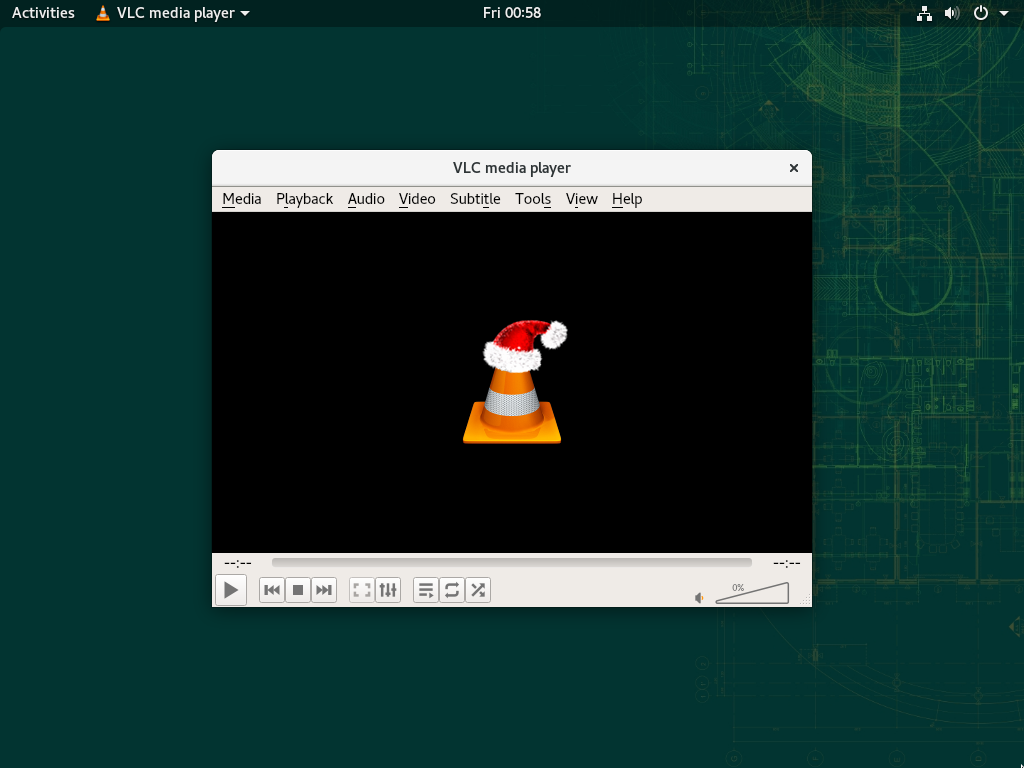 Activities VLC media player Fri 00:58
VLC media player
Media Playback Audio Video Subtitle Tools View Help
--:-- --:--
0%